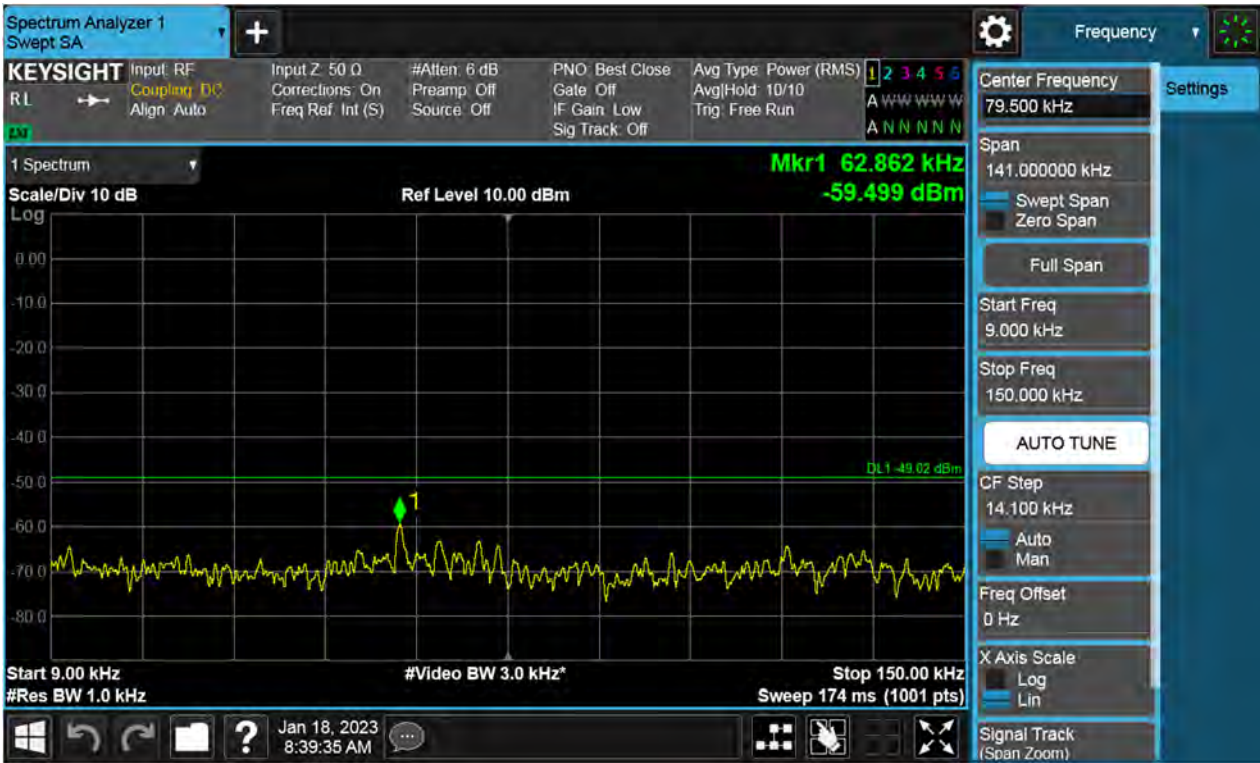 Spectrum Analyzer 1
Swept SA
+
Frequency
KEYSIGHT
R L
LXI
Input: RF
Coupling: DC
Align: Auto
Input Z: 50 Ω
Corrections: On
Freq Ref: Int (S)
#Atten: 6 dB
Preamp: Off
Source: Off
PNO: Best Close
Gate: Off
IF Gain: Low
Sig Track: Off
Avg Type: Power (RMS)
Avg|Hold: 10/10
Trig: Free Run
1 2 3 4 5 6
A W W W W W
A N N N N N
1 Spectrum
Mkr1 62.862 kHz
-59.499 dBm
Scale/Div 10 dB
Ref Level 10.00 dBm
Log
0.00
-10.0
-20.0
-30.0
-40.0
-50.0
-60.0
-70.0
-80.0
DL1 -49.02 dBm
1
Start 9.00 kHz
#Video BW 3.0 kHz*
Stop 150.00 kHz
#Res BW 1.0 kHz
Sweep 174 ms (1001 pts)
Center Frequency
79.500 kHz
Settings
Span
141.000000 kHz
Swept Span
Zero Span
Full Span
Start Freq
9.000 kHz
Stop Freq
150.000 kHz
AUTO TUNE
CF Step
14.100 kHz
Auto
Man
Freq Offset
0 Hz
X Axis Scale
Log
Lin
Signal Track
(Span Zoom)
?
Jan 18, 2023
8:39:35 AM